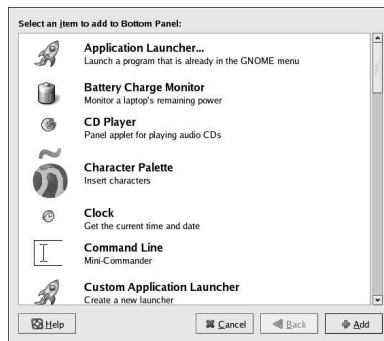 Select an item to add to Bottom Panel:
Application Launcher...
Launch a program that is already in the GNOME menu
Battery Charge Monitor
Monitor a laptop's remaining power
CD Player
Panel applet for playing audio CDs
Character Palette
Insert characters
Clock
Get the current time and date
Command Line
Mini-Commander
Custom Application Launcher
Create a new launcher
Help
Cancel
Back
Add